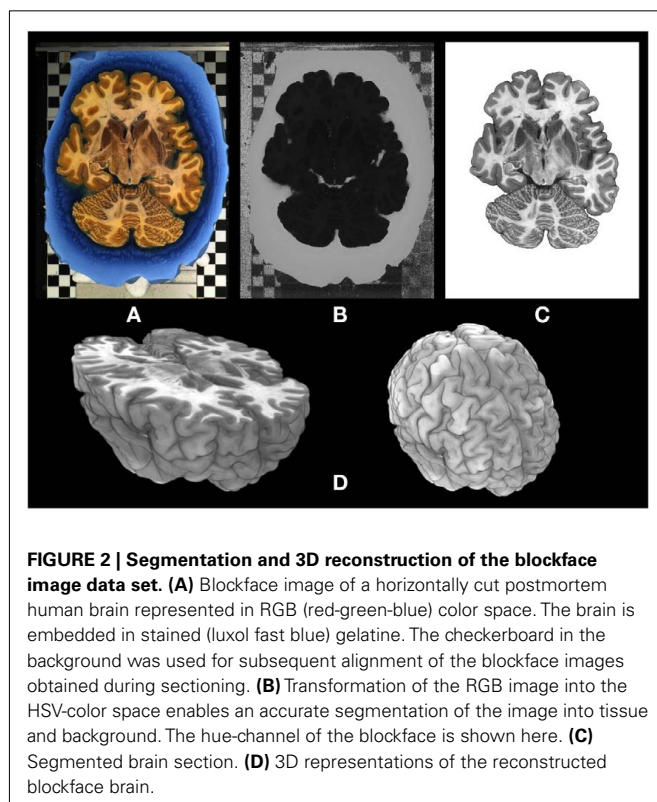 A
B
C
D
FIGURE 2 | Segmentation and 3D reconstruction of the blockface
image data set. (A) Blockface image of a horizontally cut postmortem
human brain represented in RGB (red-green-blue) color space. The brain is
embedded in stained (luxol fast blue) gelatine. The checkerboard in the
background was used for subsequent alignment of the blockface images
obtained during sectioning. (B) Transformation of the RGB image into the
HSV-color space enables an accurate segmentation of the image into tissue
and background. The hue-channel of the blockface is shown here. (C)
Segmented brain section. (D) 3D representations of the reconstructed
blockface brain.